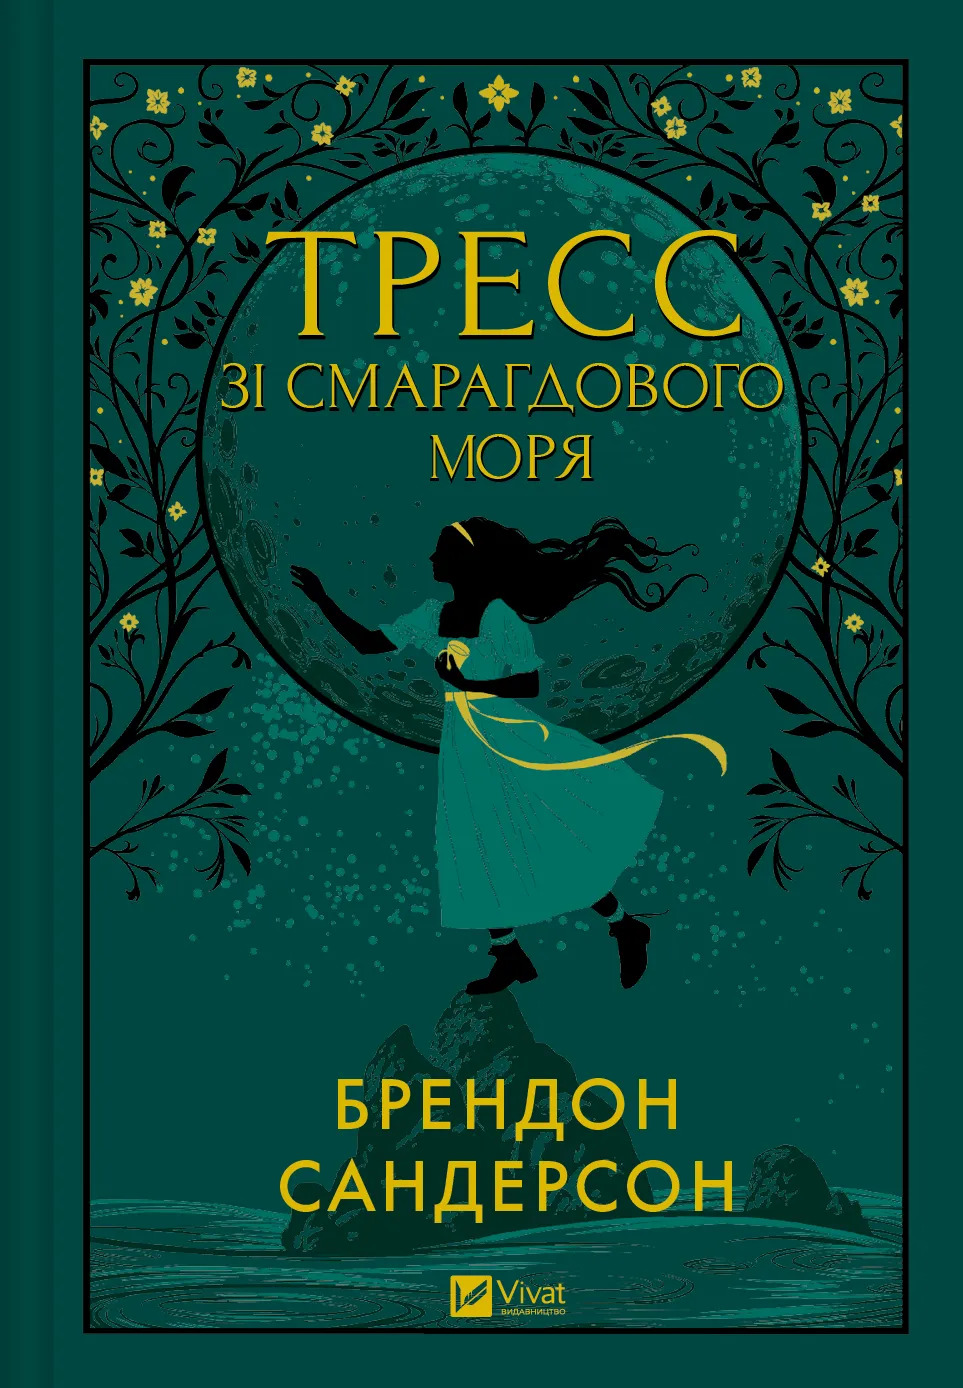 ТРЕСС
ЗІ СМАРАГДОВОГО
МОРЯ
БРЕНДОН
САНДЕРСОН
Vivat
ВИДАВНИЦТВО